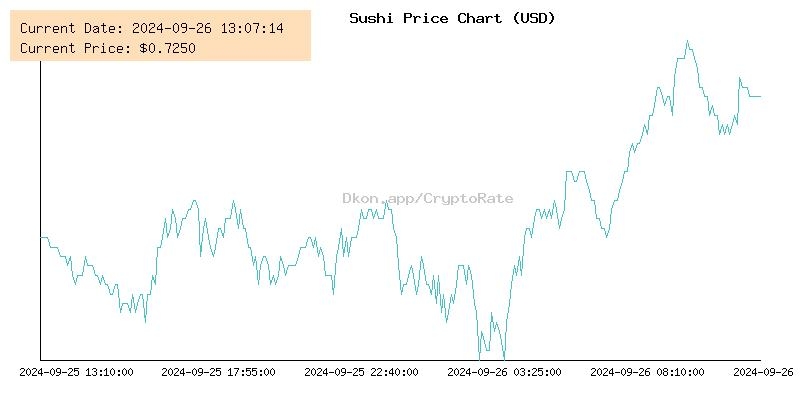 Sushi Price Chart (USD)
Current Date: 2024-09-26 13:07:14
Current Price: $0.7250
Dkon.app/CryptoRate
2024-09-25 13:10:00 2024-09-25 17:55:00 2024-09-25 22:40:00 2024-09-26 03:25:00 2024-09-26 08:10:00 2024-09-26